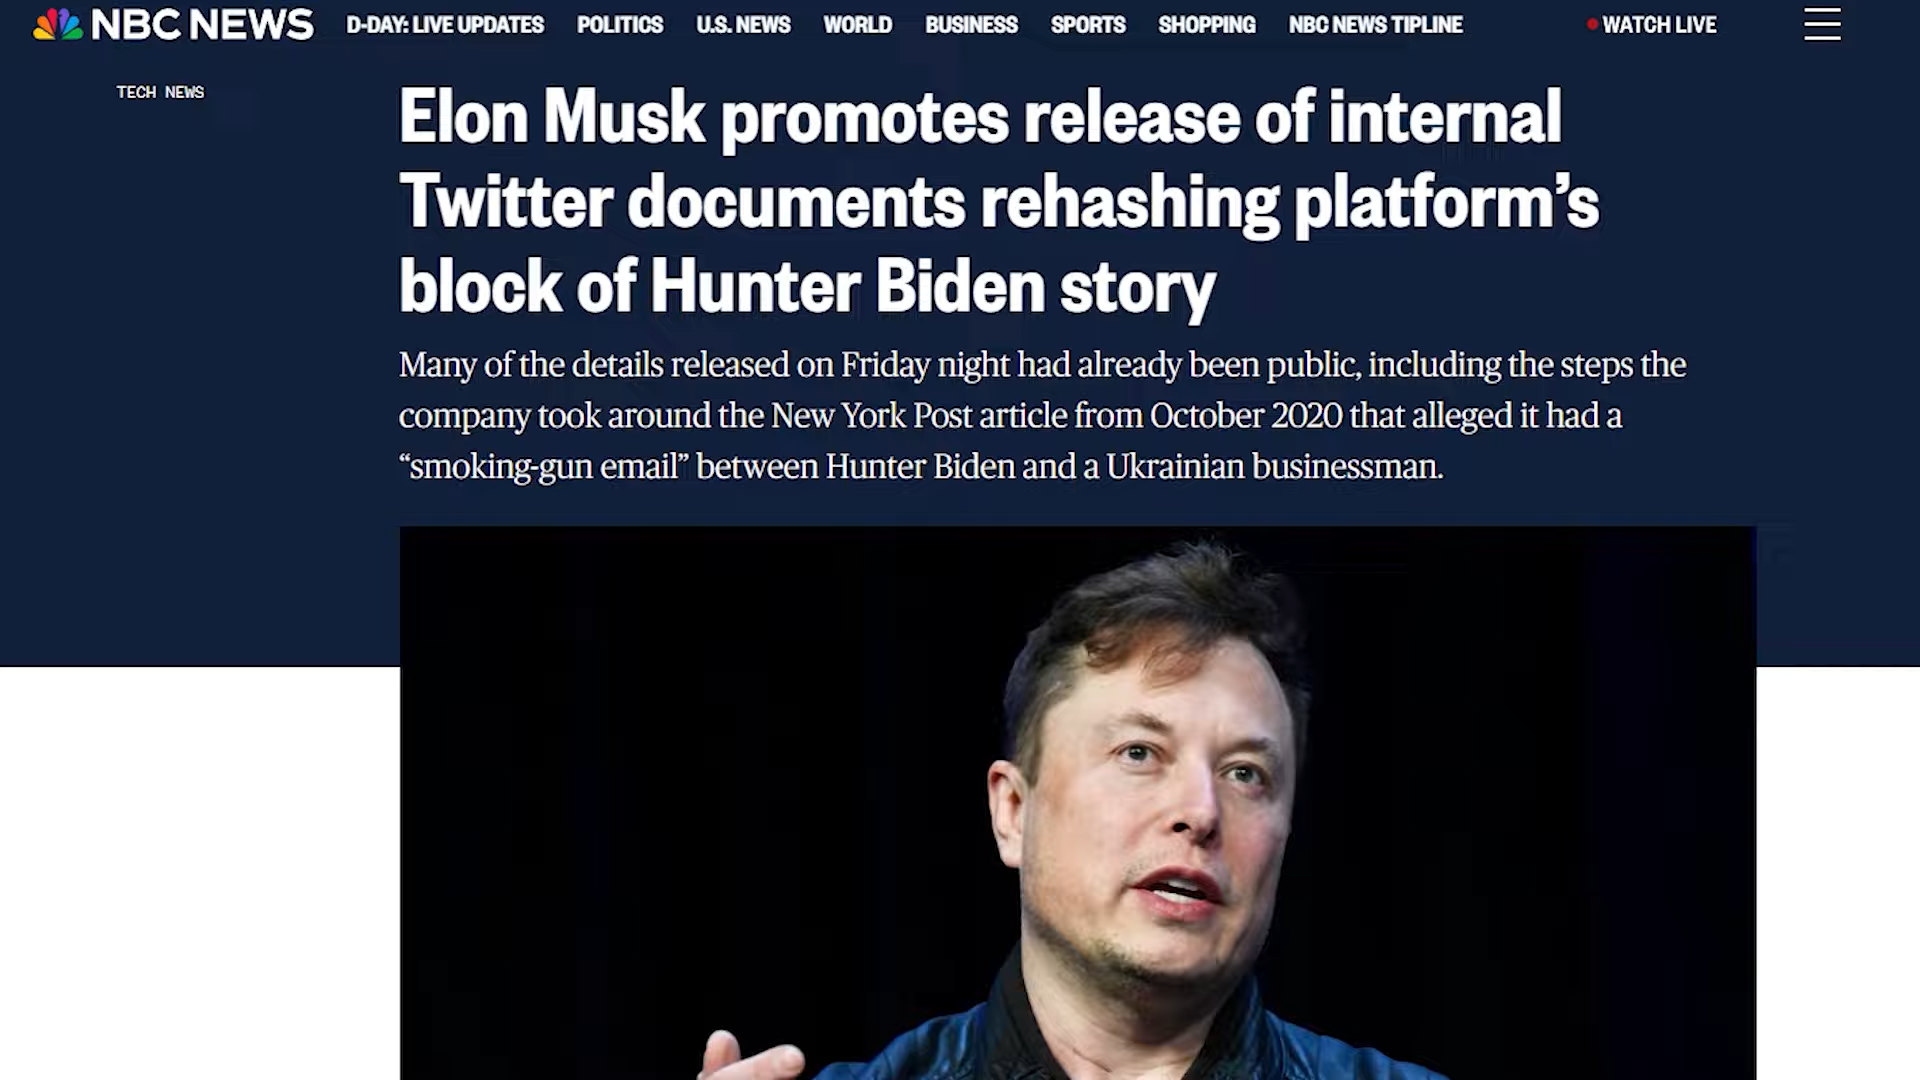 NBC NEWS D-DAY: LIVE UPDATES POLITICS U.S. NEWS WORLD BUSINESS SPORTS SHOPPING NBC NEWS TIPLINE WATCH LIVE
TECH NEWS
Elon Musk promotes release of internal
Twitter documents rehashing platform’s
block of Hunter Biden story
Many of the details released on Friday night had already been public, including the steps the
company took around the New York Post article from October 2020 that alleged it had a
“smoking-gun email” between Hunter Biden and a Ukrainian businessman.